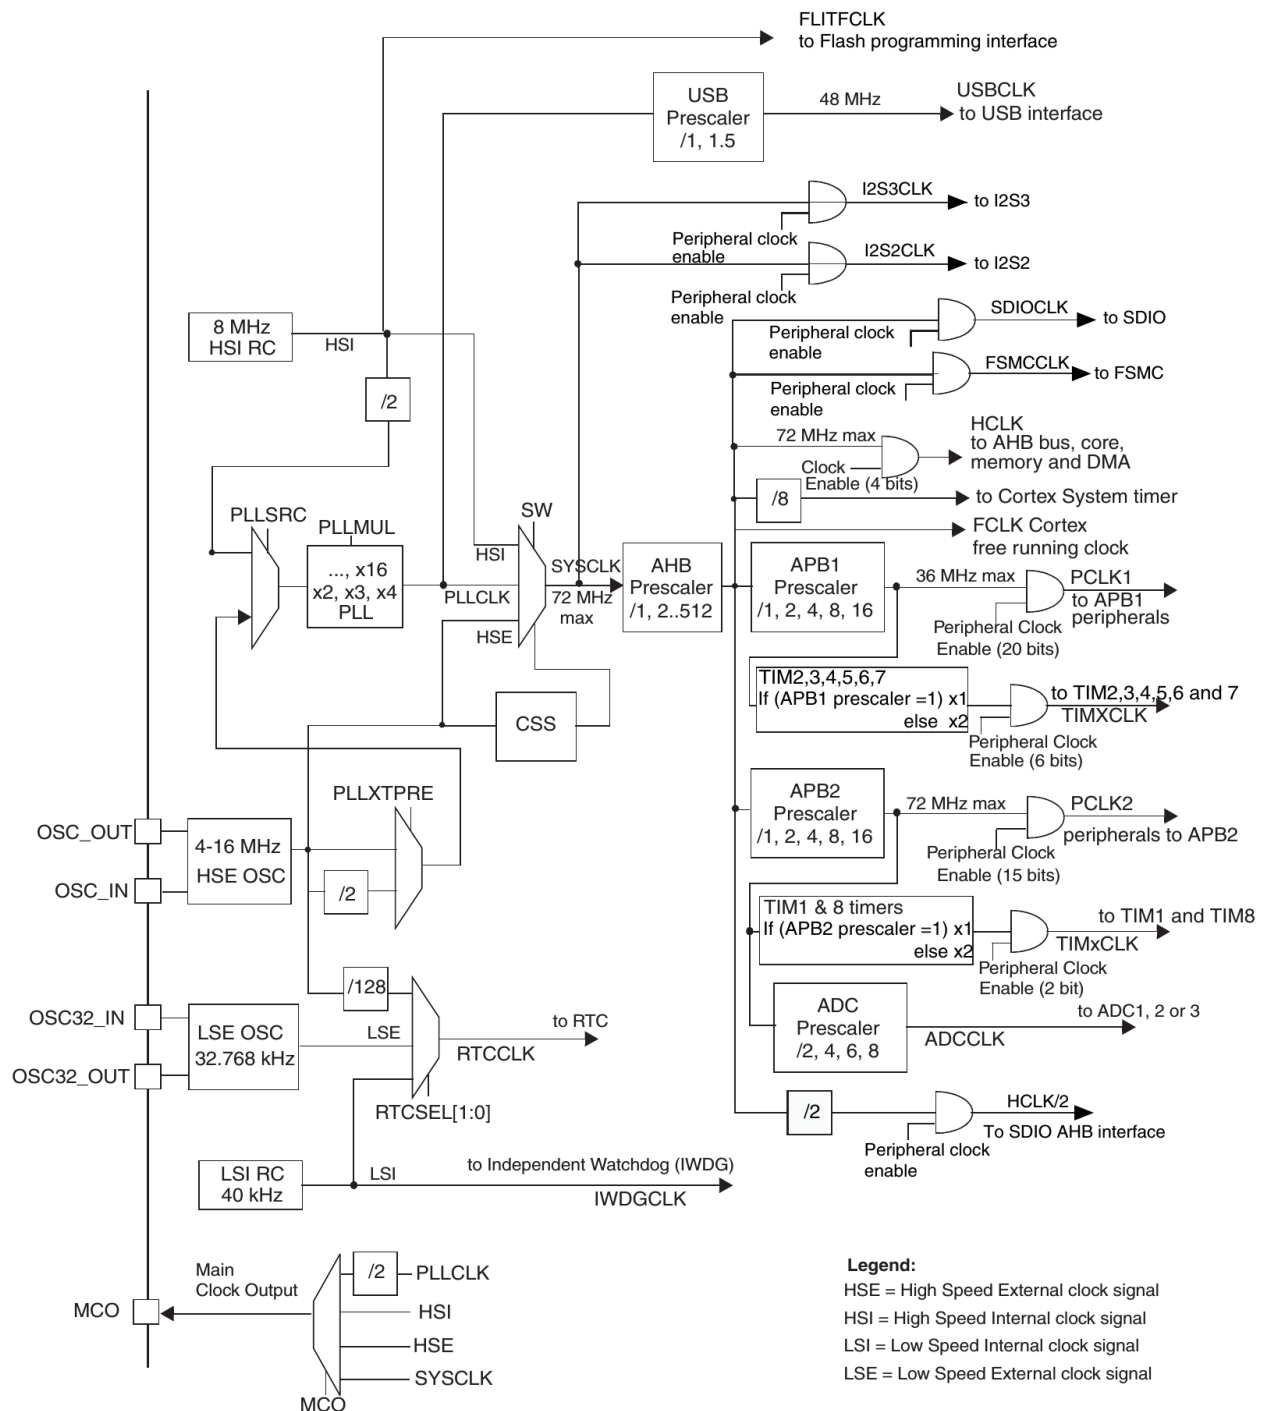 FLITFCLK
to Flash programming interface
USB
Prescaler
/1, 1.5
48 MHz
USBCLK
to USB interface
I2S3CLK
to I2S3
Peripheral clock
enable
I2S2CLK
to I2S2
Peripheral clock
enable
SDIOCLK
to SDIO
Peripheral clock
enable
8 MHz
HSI RC
HSI
FSMCCLK
to FSMC
Peripheral clock
enable
/2
HCLK
to AHB bus, core,
memory and DMA
72 MHz max
Clock
Enable (4 bits)
/8
to Cortex System timer
FCLK Cortex
free running clock
PLLSRC
PLLMUL
..., x16
x2, x3, x4
PLL
SW
HSI
PLLCLK
HSE
SYSCLK
72 MHz
max
AHB
Prescaler
/1, 2..512
APB1
Prescaler
/1, 2, 4, 8, 16
36 MHz max
PCLK1
to APB1
peripherals
Peripheral Clock
Enable (20 bits)
TIM2,3,4,5,6,7
If (APB1 prescaler =1) x1
else x2
to TIM2,3,4,5,6 and 7
TIMXCLK
Peripheral Clock
Enable (6 bits)
CSS
PLLXTPRE
OSC_OUT
OSC_IN
4-16 MHz
HSE OSC
/2
APB2
Prescaler
/1, 2, 4, 8, 16
72 MHz max
PCLK2
peripherals to APB2
Peripheral Clock
Enable (15 bits)
TIM1 & 8 timers
If (APB2 prescaler =1) x1
else x2
to TIM1 and TIM8
TIMxCLK
Peripheral Clock
Enable (2 bit)
/128
OSC32_IN
OSC32_OUT
LSE OSC
32.768 kHz
LSE
to RTC
RTCCLK
RTCSEL[1:0]
ADC
Prescaler
/2, 4, 6, 8
to ADC1, 2 or 3
ADCCLK
/2
HCLK/2
To SDIO AHB interface
Peripheral clock
enable
LSI RC
40 kHz
LSI
to Independent Watchdog (IWDG)
IWDGCLK
Main
Clock Output
MCO
/2
PLLCLK
HSI
HSE
SYSCLK
MCO
Legend:
HSE = High Speed External clock signal
HSI = High Speed Internal clock signal
LSI = Low Speed Internal clock signal
LSE = Low Speed External clock signal